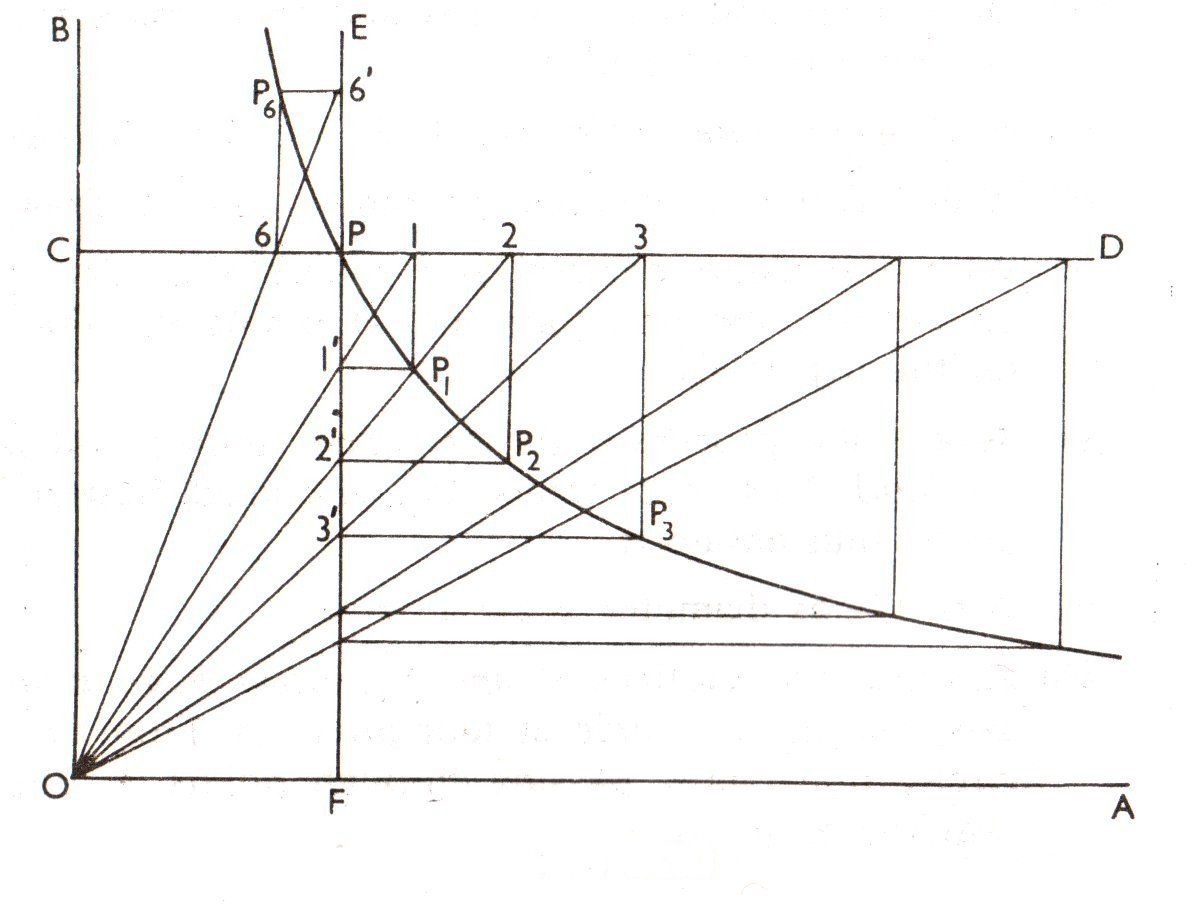 B E
P₆ 6'
C 6 P 1 2 3 D
1' P₁
2' P₂
3' P₃
O F A